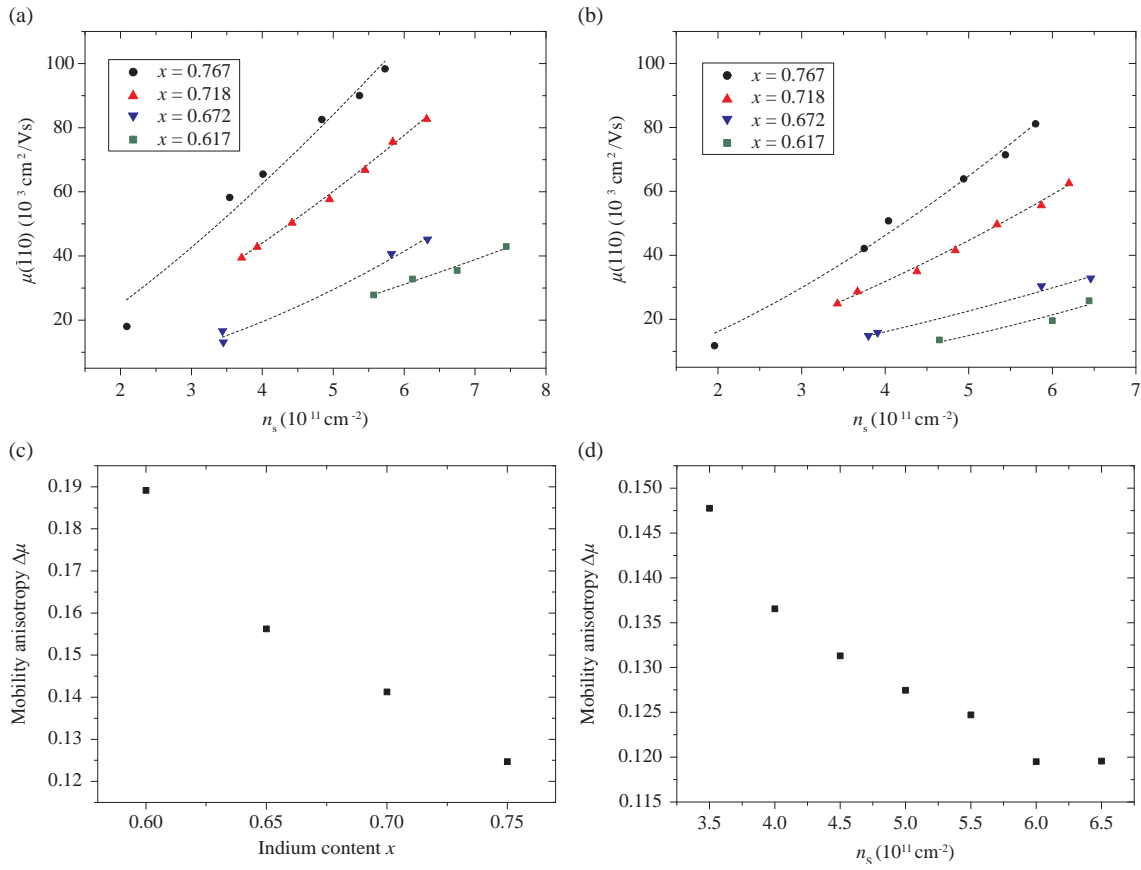 (a)
100
80
60
40
20
μ(1̄10) (10³ cm²/Vs)
x = 0.767
x = 0.718
x = 0.672
x = 0.617
2 3 4 5 6 7 8
nₛ (10¹¹ cm⁻²)
(b)
100
80
60
40
20
μ(110) (10³ cm²/Vs)
x = 0.767
x = 0.718
x = 0.672
x = 0.617
2 3 4 5 6 7
nₛ (10¹¹ cm⁻²)
(c)
0.19
0.18
0.17
0.16
0.15
0.14
0.13
0.12
Mobility anisotropy Δμ
0.60 0.65 0.70 0.75
Indium content x
(d)
0.150
0.145
0.140
0.135
0.130
0.125
0.120
0.115
Mobility anisotropy Δμ
3.5 4.0 4.5 5.0 5.5 6.0 6.5
nₛ (10¹¹ cm⁻²)